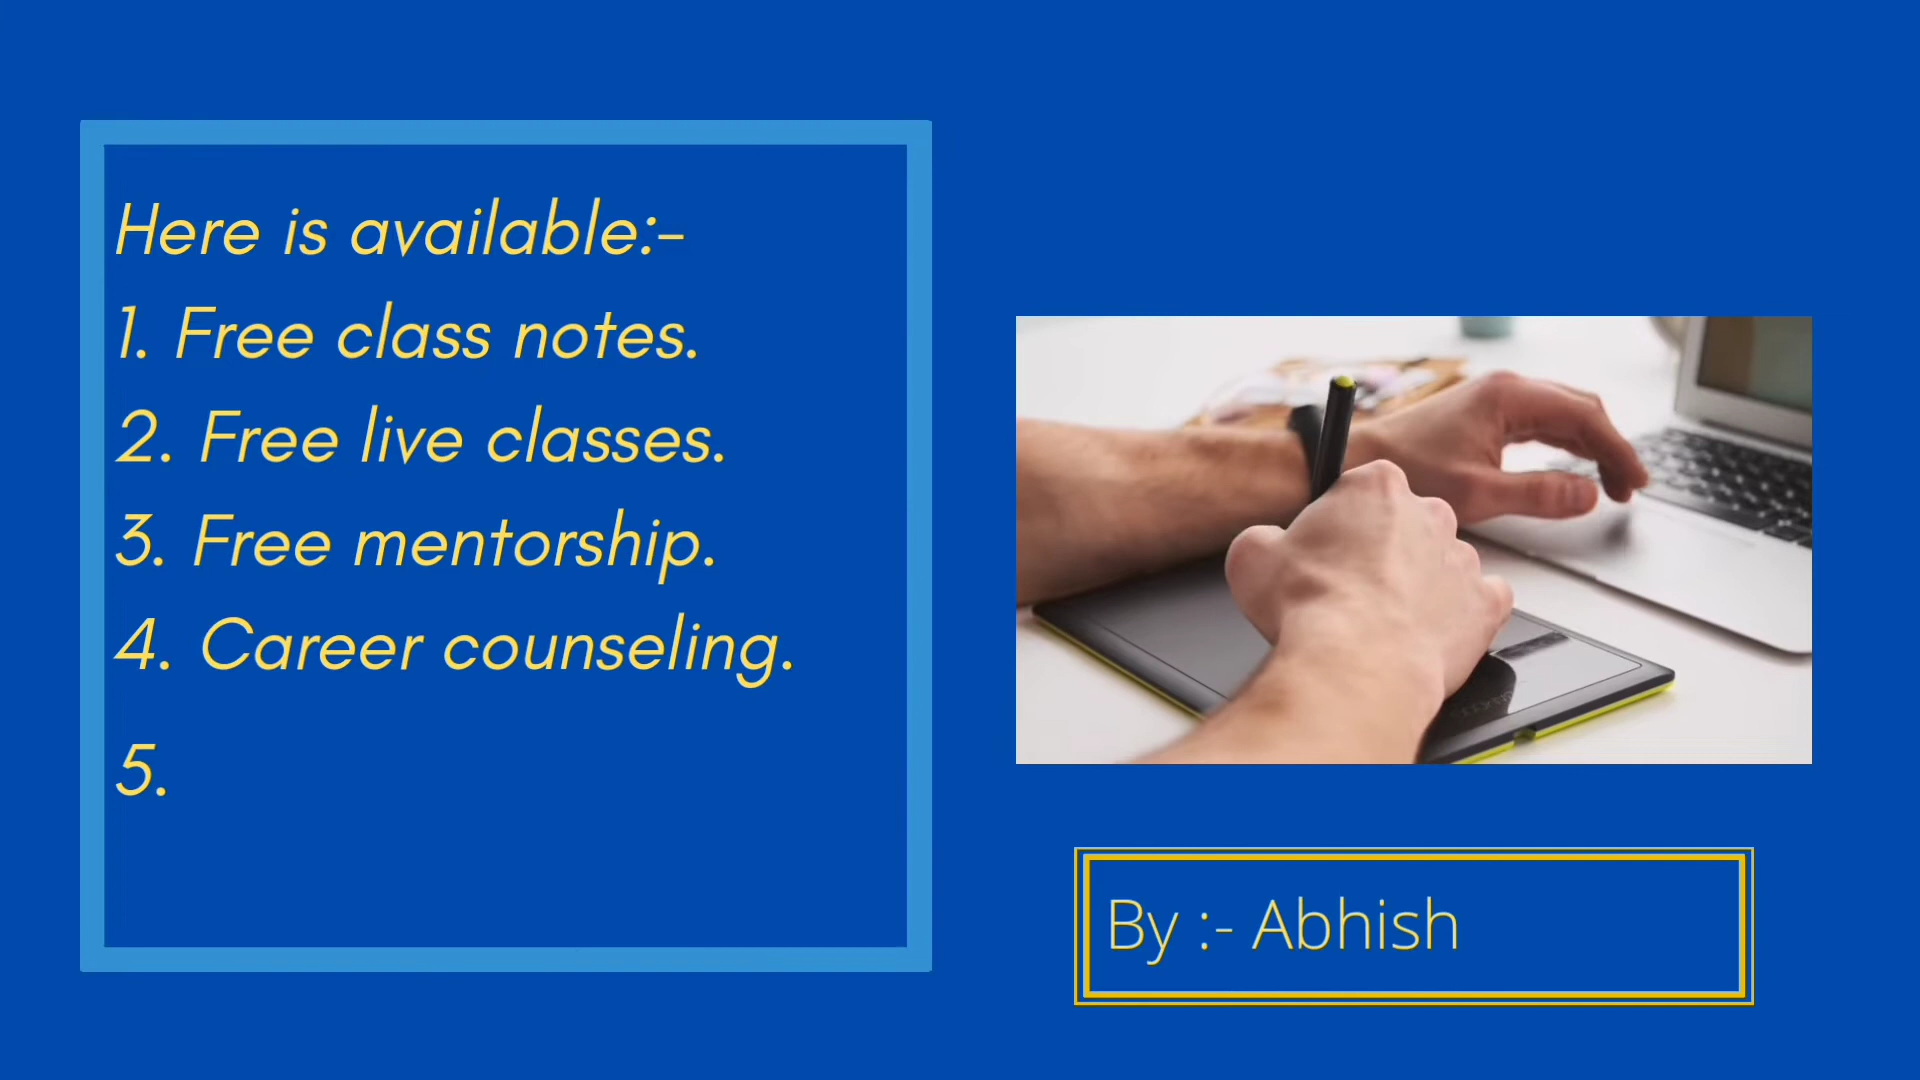 Here is available:-
1. Free class notes.
2. Free live classes.
3. Free mentorship.
4. Career counseling.
5.
By :- Abhish